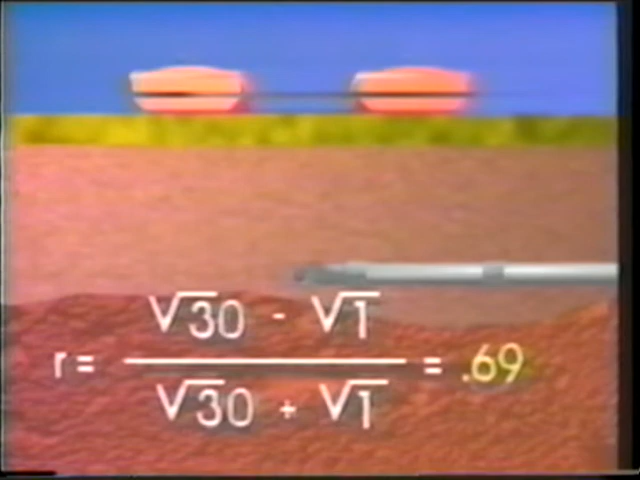 √30 - √1
r = = .69
√30 + √1